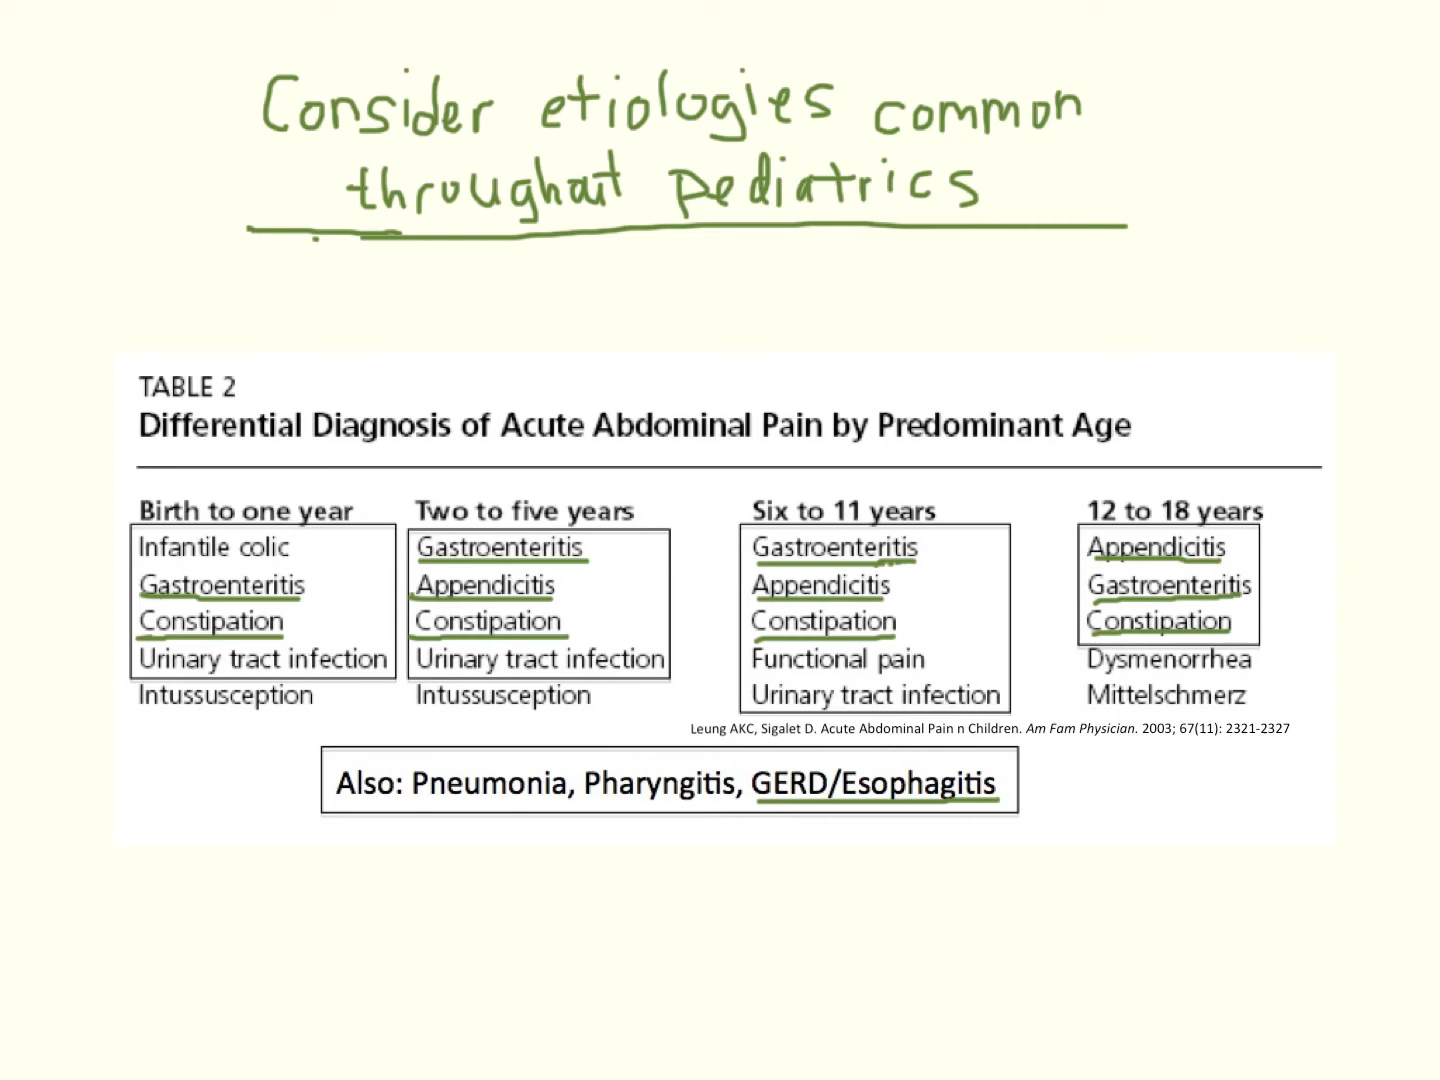 Consider etiologies common
throughout pediatrics
TABLE 2
Differential Diagnosis of Acute Abdominal Pain by Predominant Age
Birth to one year
Infantile colic
Gastroenteritis
Constipation
Urinary tract infection
Intussusception
Two to five years
Gastroenteritis
Appendicitis
Constipation
Urinary tract infection
Intussusception
Six to 11 years
Gastroenteritis
Appendicitis
Constipation
Functional pain
Urinary tract infection
12 to 18 years
Appendicitis
Gastroenteritis
Constipation
Dysmenorrhea
Mittelschmerz
Leung AKC, Sigalet D. Acute Abdominal Pain n Children. Am Fam Physician. 2003; 67(11): 2321-2327
Also: Pneumonia, Pharyngitis, GERD/Esophagitis